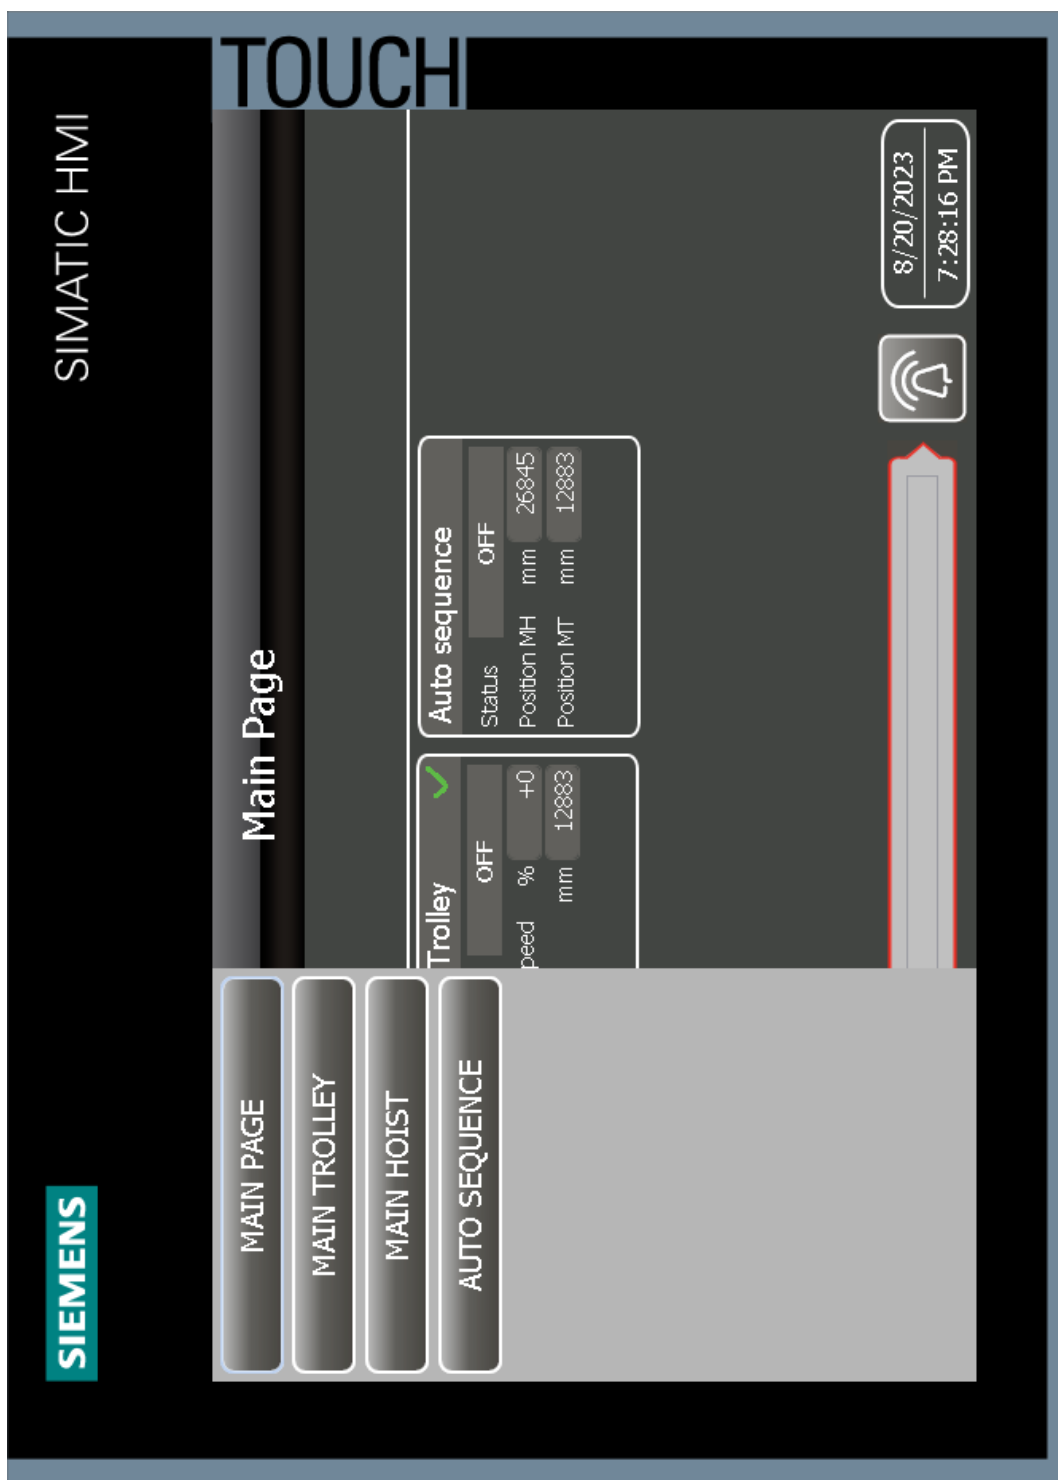 SIEMENS
SIMATIC HMI
TOUCH
Main Page
MAIN PAGE
MAIN TROLLEY
MAIN HOIST
AUTO SEQUENCE
Trolley
OFF
peed % +0
mm 12883
Auto sequence
Status OFF
Position MH mm 26845
Position MT mm 12883
8/20/2023
7:28:16 PM